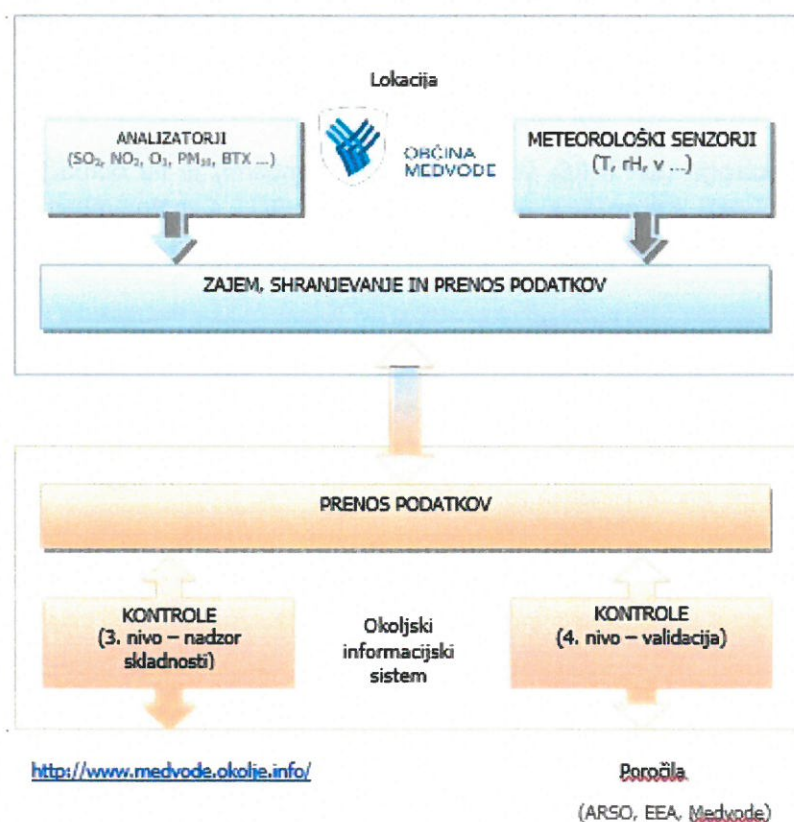 Lokacija
ANALIZATORJI
(SO₂, NO₂, O₃, PM₁₀, BTX ...)
OBČINA
MEDVODE
METEOROLOŠKI SENZORJI
(T, rH, v ...)
ZAJEM, SHRANJEVANJE IN PRENOS PODATKOV
PRENOS PODATKOV
KONTROLE
(3. nivo – nadzor
skladnosti)
Okoljski
informacijski
sistem
KONTROLE
(4. nivo – validacija)
http://www.medvode.okolje.info/
Poročila
(ARSO, EEA, Medvode)